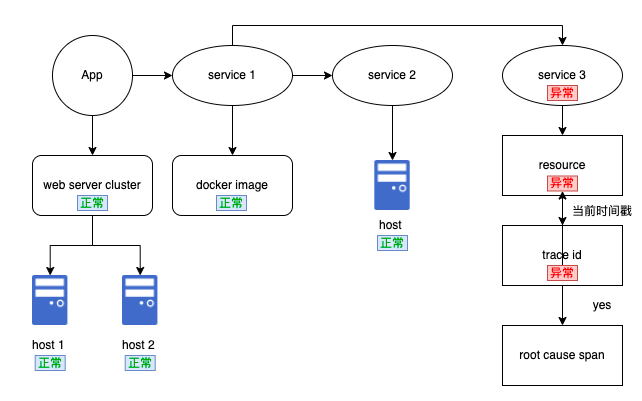 App
service 1
service 2
service 3
异常
web server cluster
正常
docker image
正常
host
正常
resource
异常
当前时间戳
trace id
异常
yes
root cause span
host 1
正常
host 2
正常